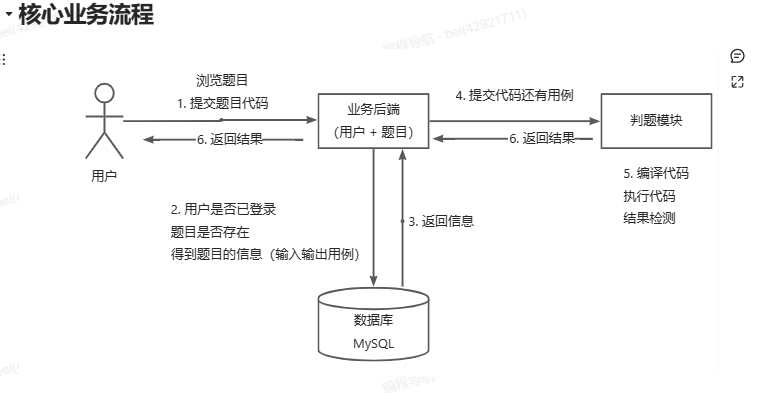 核心业务流程
编程导航 - bel(42921711)
浏览题目
1. 提交题目代码
6. 返回结果
用户
业务后端
（用户 + 题目）
4. 提交代码还有用例
6. 返回结果
判题模块
5. 编译代码
执行代码
结果检测
2. 用户是否已登录
题目是否存在
得到题目的信息（输入输出用例）
3. 返回信息
数据库
MySQL
编程导航